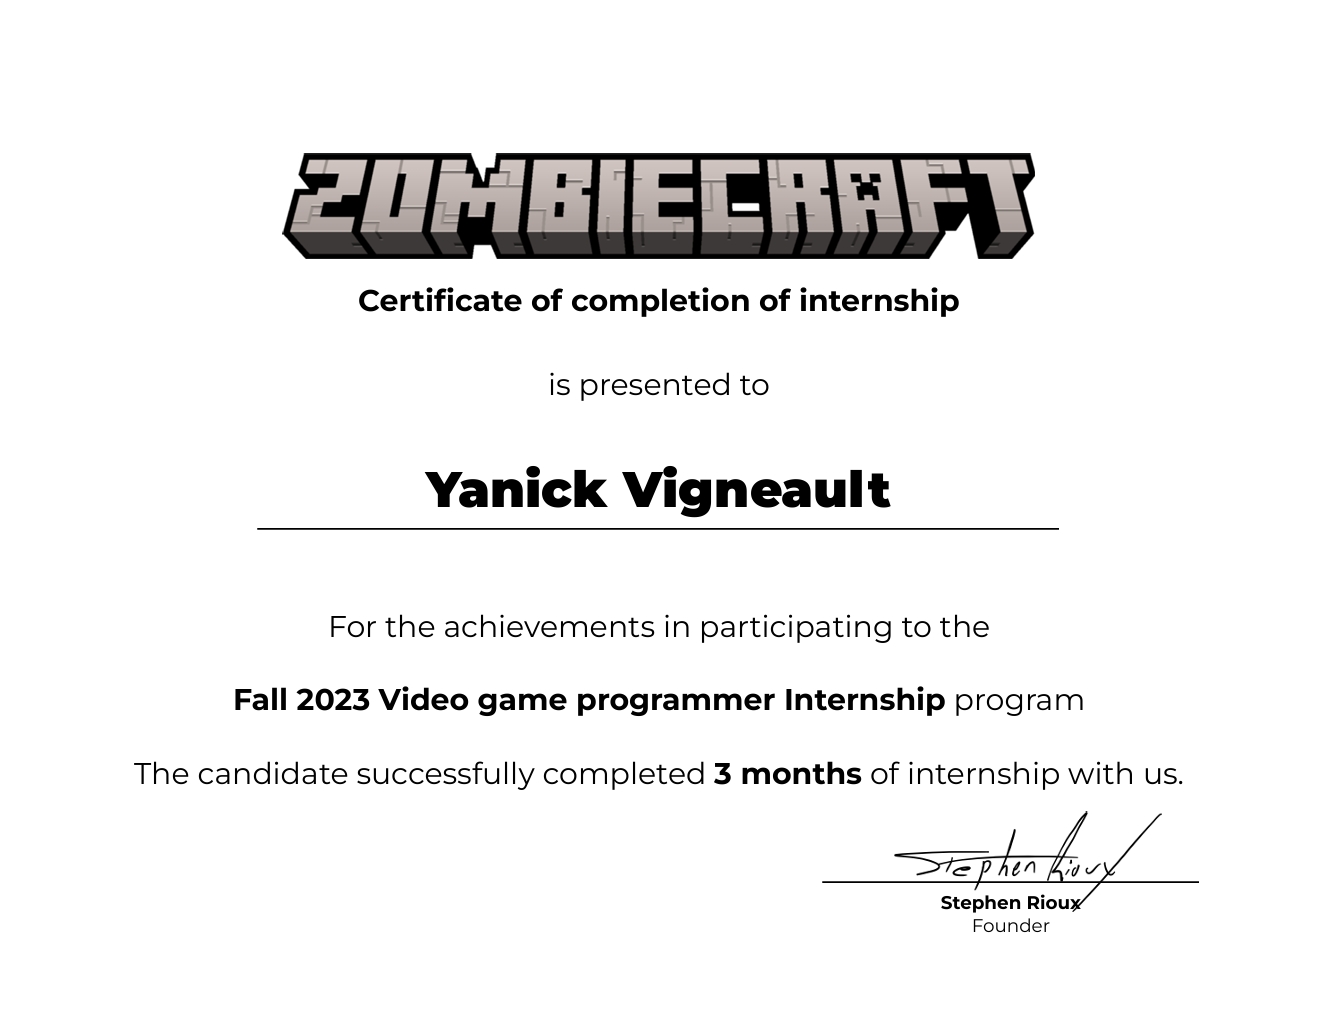 ZOMBIECRAFT
Certificate of completion of internship
is presented to
Yanick Vigneault
For the achievements in participating to the
Fall 2023 Video game programmer Internship program
The candidate successfully completed 3 months of internship with us.
Stephen Rioux
Stephen Rioux
Founder